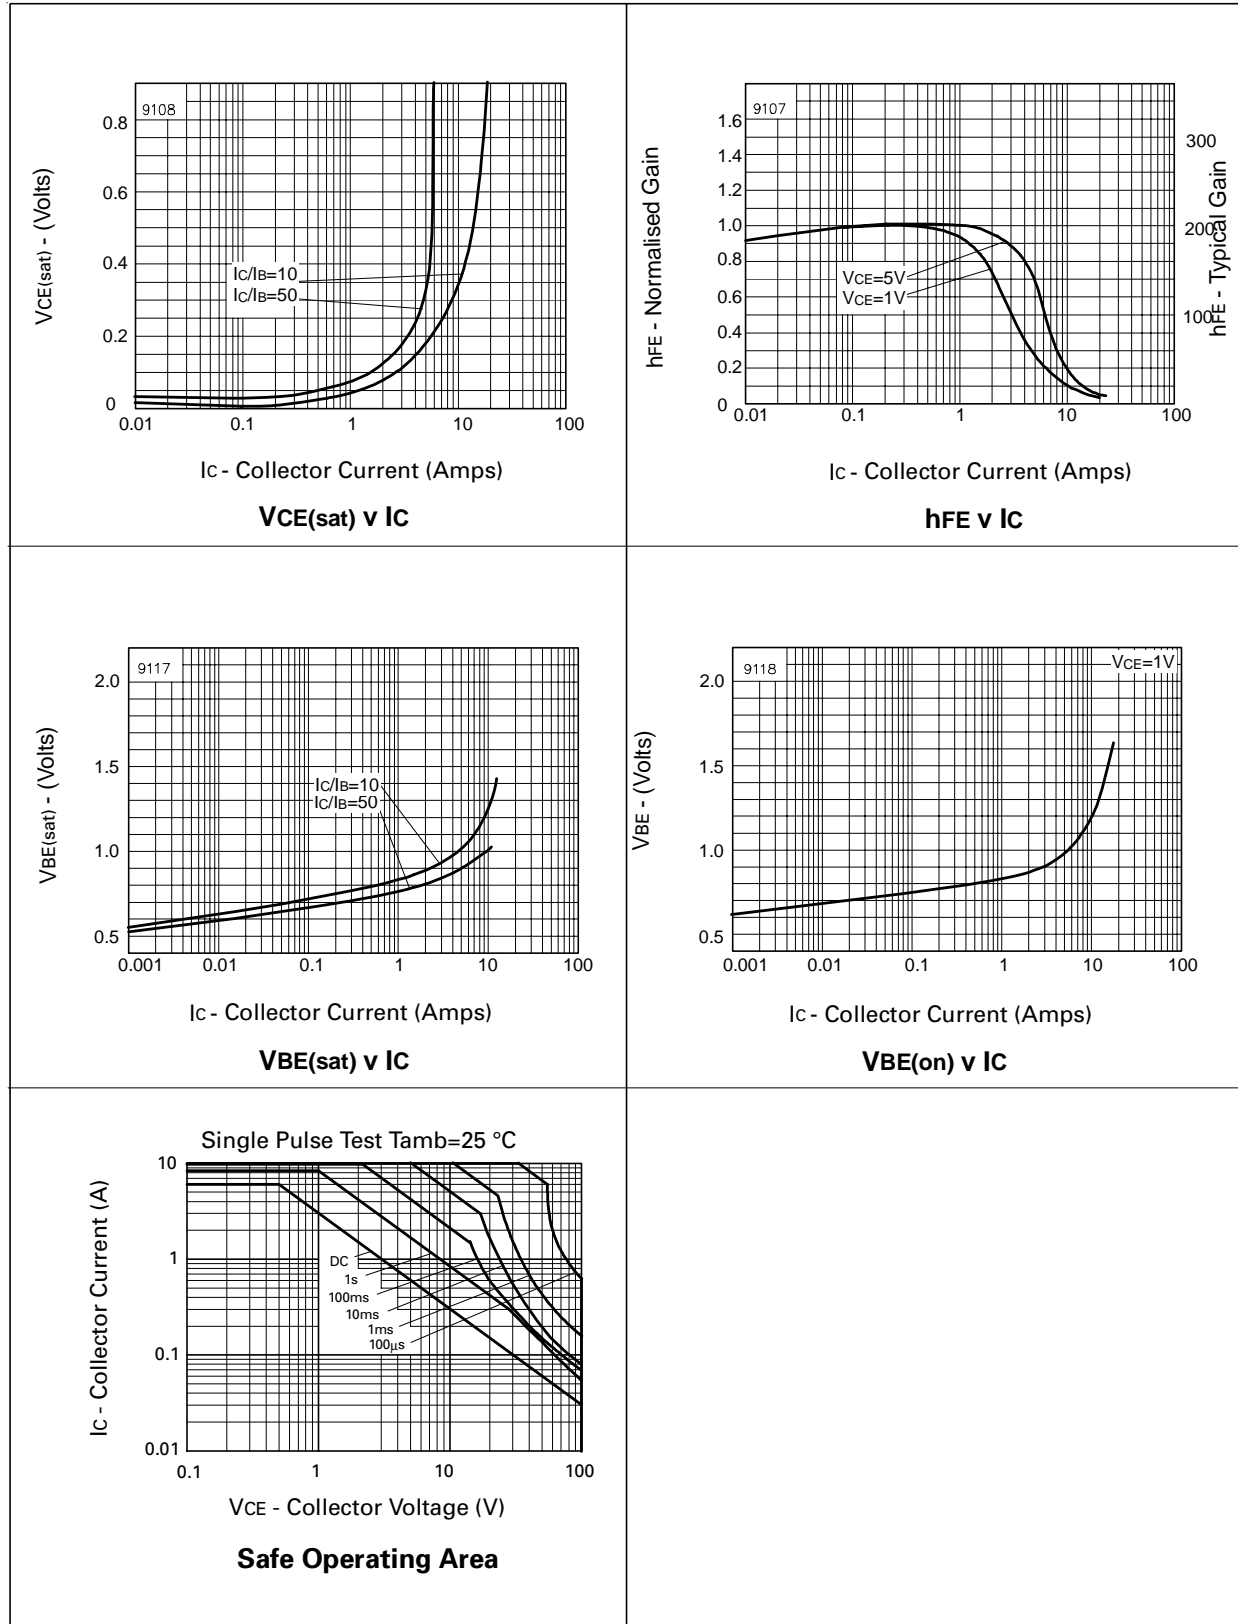 9108
0.8
0.6
0.4
0.2
0
VCE(sat) - (Volts)
IC/IB=10
IC/IB=50
0.01 0.1 1 10 100
IC - Collector Current (Amps)
VCE(sat) v IC
9107
1.6
1.4
1.2
1.0
0.8
0.6
0.4
0.2
0
hFE - Normalised Gain
300
200
100
hFE - Typical Gain
VCE=5V
VCE=1V
0.01 0.1 1 10 100
IC - Collector Current (Amps)
hFE v IC
9117
2.0
1.5
1.0
0.5
VBE(sat) - (Volts)
IC/IB=10
IC/IB=50
0.001 0.01 0.1 1 10 100
IC - Collector Current (Amps)
VBE(sat) v IC
9118
VCE=1V
2.0
1.5
1.0
0.5
VBE - (Volts)
0.001 0.01 0.1 1 10 100
IC - Collector Current (Amps)
VBE(on) v IC
Single Pulse Test Tamb=25 °C
10
1
0.1
0.01
IC - Collector Current (A)
DC
1s
100ms
10ms
1ms
100µs
0.1 1 10 100
VCE - Collector Voltage (V)
Safe Operating Area